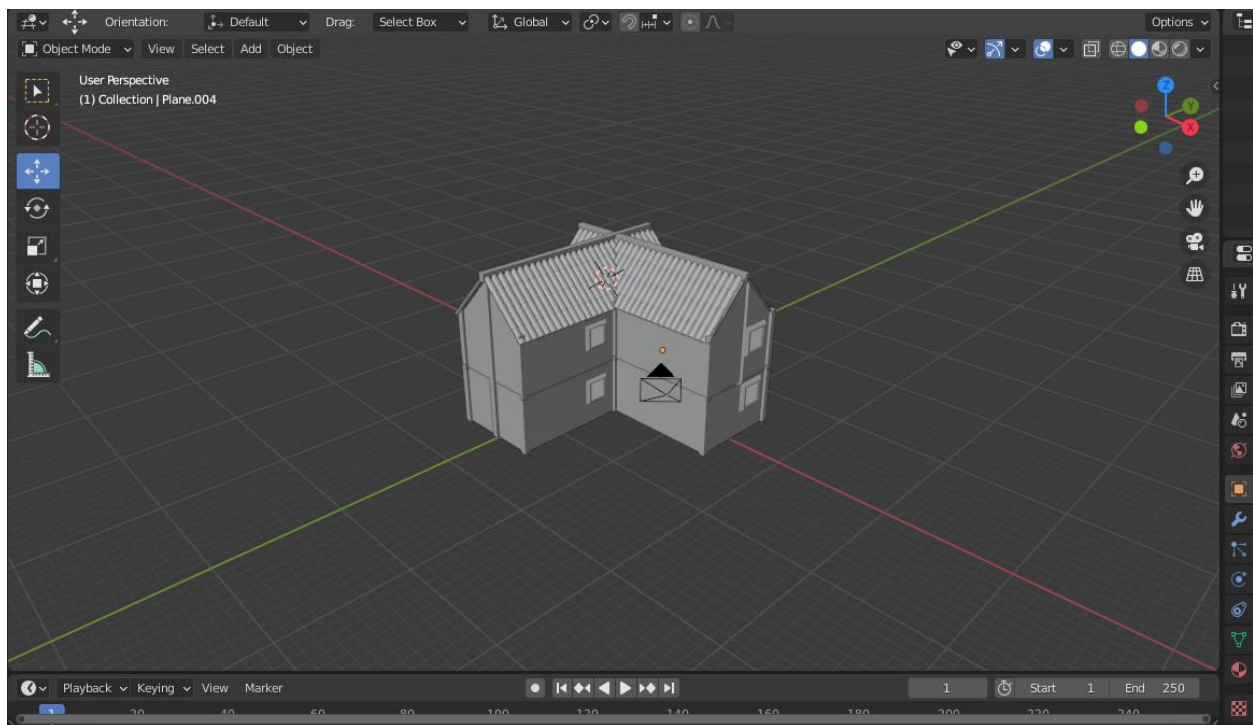 Orientation: Default Drag: Select Box Global Options
Object Mode View Select Add Object
User Perspective
(1) Collection | Plane.004
Z
Y
X
Playback Keying View Marker 1 Start 1 End 250
1 20 40 60 80 100 120 140 160 180 200 220 240